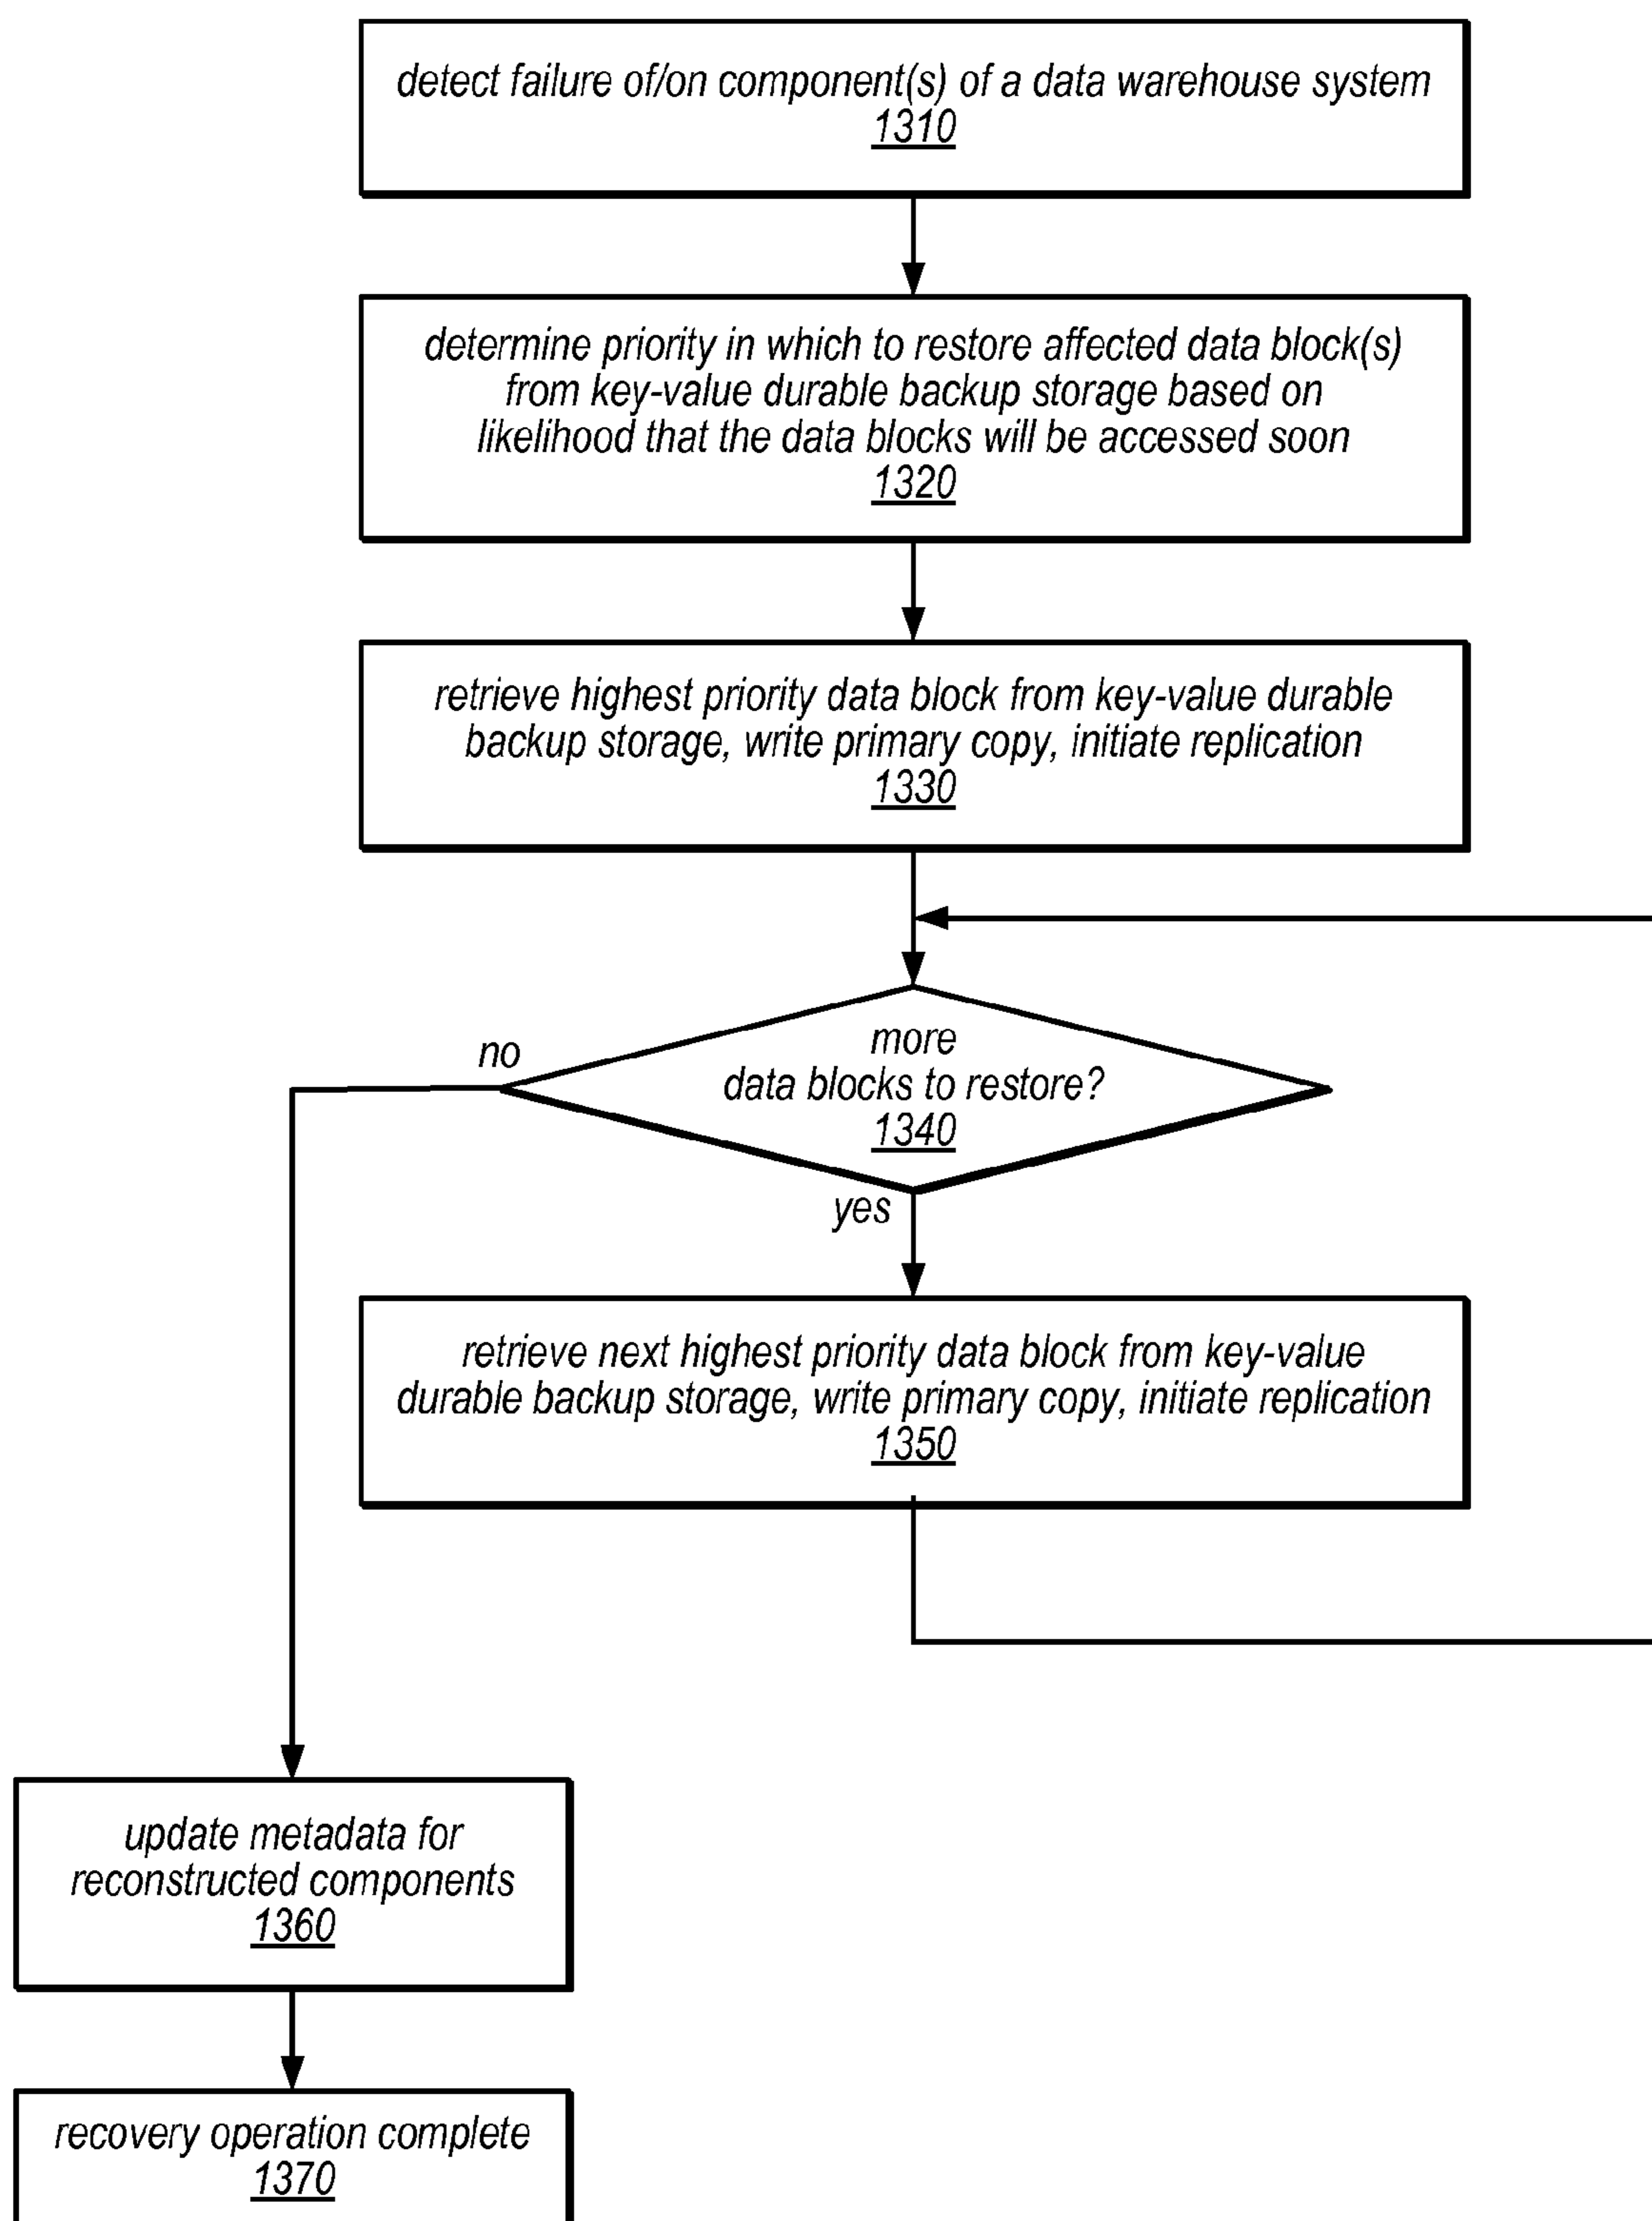 detect failure of/on component(s) of a data warehouse system
1310
determine priority in which to restore affected data block(s)
from key-value durable backup storage based on
likelihood that the data blocks will be accessed soon
1320
retrieve highest priority data block from key-value durable
backup storage, write primary copy, initiate replication
1330
no
more
data blocks to restore?
1340
yes
retrieve next highest priority data block from key-value
durable backup storage, write primary copy, initiate replication
1350
update metadata for
reconstructed components
1360
recovery operation complete
1370